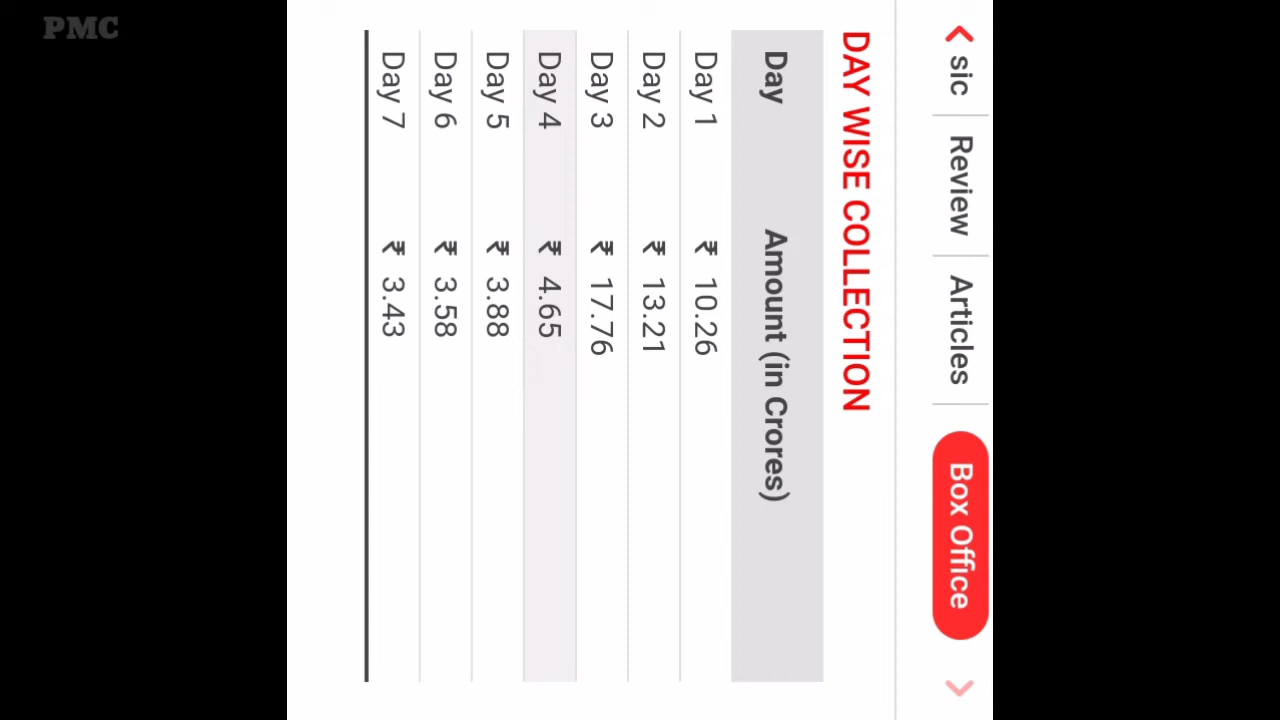 PMC
sic Review Articles Box Office
DAY WISE COLLECTION
Day Amount (in Crores)
Day 1 ₹ 10.26
Day 2 ₹ 13.21
Day 3 ₹ 17.76
Day 4 ₹ 4.65
Day 5 ₹ 3.88
Day 6 ₹ 3.58
Day 7 ₹ 3.43